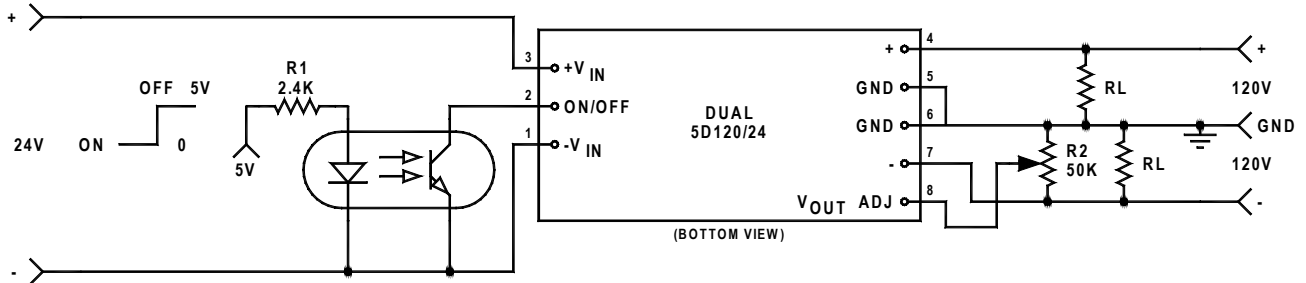 +
R1
2.4K
OFF 5V
24V ON 0
5V
-
3 +V IN
2 ON/OFF
1 -V IN
DUAL
5D120/24
+ 4
GND 5
GND 6
- 7
V OUT ADJ 8
(BOTTOM VIEW)
R2
50K
RL
RL
+
120V
GND
120V
-